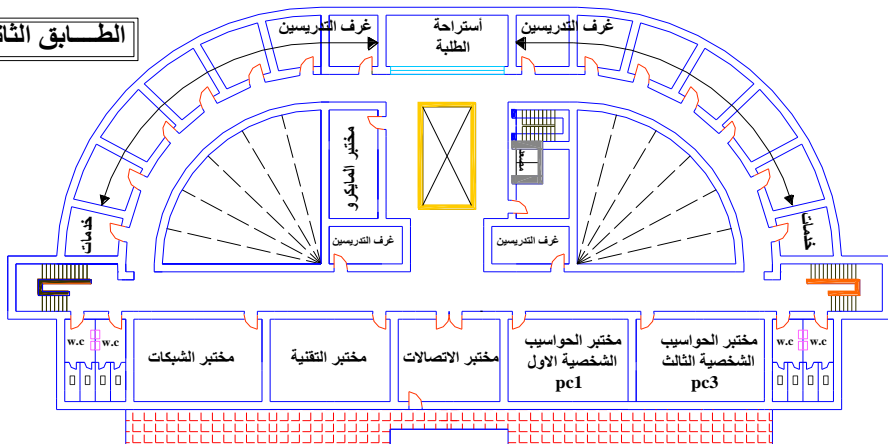 الطـــابق
غرف التدريسين
أستراحة
الطلبة
غرف التدريسين
مختبر المايكرو
مصعد
خدمات
غرف التدريسين
غرف التدريسين
خدمات
w.c
w.c
مختبر الشبكات
مختبر التقنية
مختبر الاتصالات
مختبر الحواسيب
الشخصية الاول
pc1
مختبر الحواسيب
الشخصية الثالث
pc3
w.c
w.c